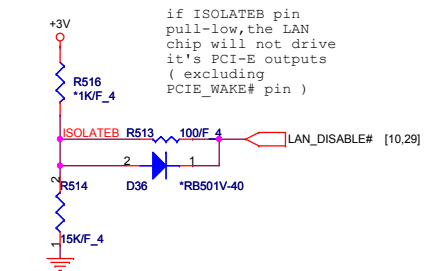 +3V
if ISOLATEB pin
pull-low,the LAN
chip will not drive
it's PCI-E outputs
( excluding
PCIE_WAKE# pin )
R516
*1K/F_4
ISOLATEB R513 100/F_4
LAN_DISABLE# [10,29]
2 1
D36 *RB501V-40
2
R514
1
15K/F_4